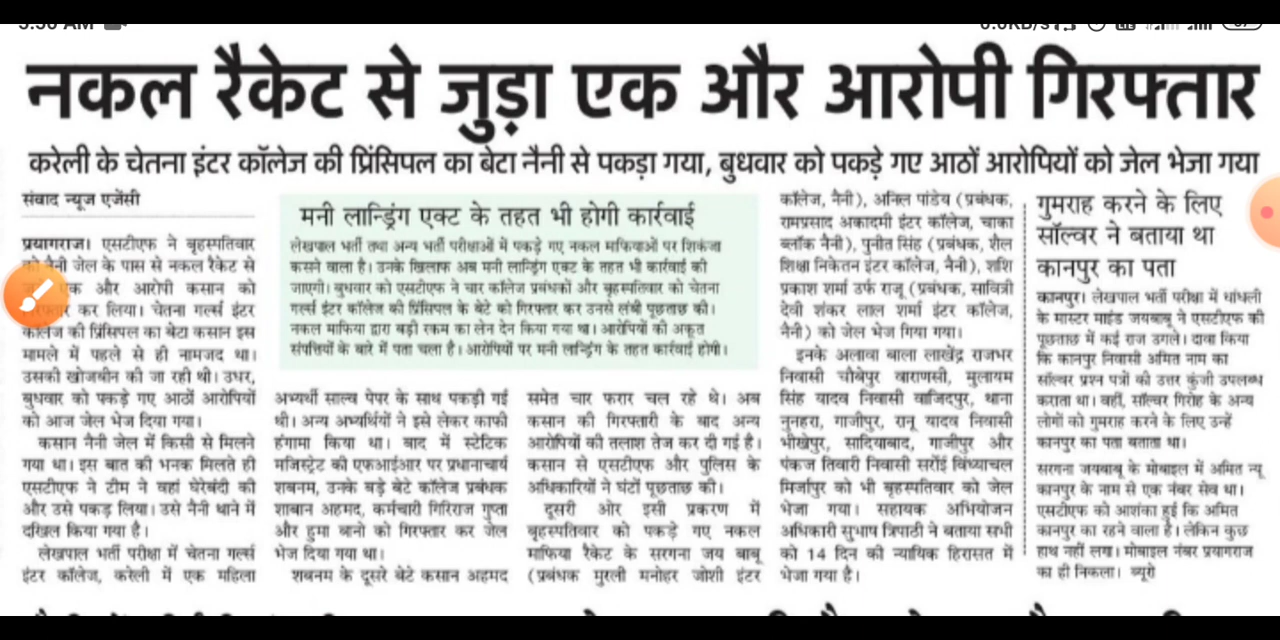 5:50 AM
0.0KB/s
नकल रैकेट से जुड़ा एक और आरोपी गिरफ्तार
करेली के चेतना इंटर कॉलेज की प्रिंसिपल का बेटा नैनी से पकड़ा गया, बुधवार को पकड़े गए आठों आरोपियों को जेल भेजा गया
संवाद न्यूज एजेंसी
प्रयागराज। एसटीएफ ने बृहस्पतिवार
को नैनी जेल के पास से नकल रैकेट से
एक और आरोपी कसान को
कर लिया। चेतना गर्ल्स इंटर
कॉलेज की प्रिंसिपल का बेटा कसान इस
मामले में पहले से ही नामजद था।
उसकी खोजबीन की जा रही थी। उधर,
बुधवार को पकड़े गए आठों आरोपियों
को आज जेल भेज दिया गया।
कसान नैनी जेल में किसी से मिलने
गया था। इस बात की भनक मिलते ही
एसटीएफ ने टीम ने वहां घेरेबंदी की
और उसे पकड़ लिया। उसे नैनी थाने में
दखिल किया गया है।
लेखपाल भर्ती परीक्षा में चेतना गर्ल्स
इंटर कॉलेज, करेली में एक महिला
मनी लान्ड्रिंग एक्ट के तहत भी होगी कार्रवाई
लेखपाल भर्ती तथा अन्य भर्ती परीक्षाओं में पकड़े गए नकल माफियाओं पर शिकंजा
कसने वाला है। उनके खिलाफ अब मनी लान्ड्रिंग एक्ट के तहत भी कार्रवाई की
जाएगी। बुधवार को एसटीएफ ने चार कॉलेज प्रबंधकों और बृहस्पतिवार को चेतना
गर्ल्स इंटर कॉलेज की प्रिंसिपल के बेटे को गिरफ्तार कर उनसे लंबी पूछताछ की।
नकल माफिया द्वारा बड़ी रकम का लेन देन किया गया था। आरोपियों की अकूत
संपत्तियों के बारे में पता चला है। आरोपियों पर मनी लान्ड्रिंग के तहत कार्रवाई होगी।
अभ्यर्थी साल्व पेपर के साथ पकड़ी गई
थी। अन्य अभ्यर्थियों ने इसे लेकर काफी
हंगामा किया था। बाद में स्टेटिक
मजिस्ट्रेट की एफआईआर पर प्रधानाचार्य
शबनम, उनके बड़े बेटे कॉलेज प्रबंधक
शाबान अहमद, कर्मचारी गिरिराज गुप्ता
और हुमा बानो को गिरफ्तार कर जेल
भेज दिया गया था।
शबनम के दूसरे बेटे कसान अहमद
समेत चार फरार चल रहे थे। अब
कसान की गिरफ्तारी के बाद अन्य
आरोपियों की तलाश तेज कर दी गई है।
कसान से एसटीएफ और पुलिस के
अधिकारियों ने घंटों पूछताछ की।
दूसरी ओर इसी प्रकरण में
बृहस्पतिवार को पकड़े गए नकल
माफिया रैकेट के सरगना जय बाबू
(प्रबंधक मुरली मनोहर जोशी इंटर
कॉलेज, नैनी), अनिल पांडेय (प्रबंधक,
रामप्रसाद अकादमी इंटर कॉलेज, चाका
ब्लॉक नैनी), पुनीत सिंह (प्रबंधक, शैल
शिक्षा निकेतन इंटर कॉलेज, नैनी), शशि
प्रकाश शर्मा उर्फ राजू (प्रबंधक, सावित्री
देवी शंकर लाल शर्मा इंटर कॉलेज,
नैनी) को जेल भेज गिया गया।
इनके अलावा बाला लाखेंद्र राजभर
निवासी चौबेपुर वाराणसी, मुलायम
सिंह यादव निवासी वाजिदपुर, थाना
नुनहरा, गाजीपुर, रानू यादव निवासी
भीखेपुर, सादियाबाद, गाजीपुर और
पंकज तिवारी निवासी सरोंई विंध्याचल
मिर्जापुर को भी बृहस्पतिवार को जेल
भेजा गया। सहायक अभियोजन
अधिकारी सुभाष त्रिपाठी ने बताया सभी
को 14 दिन की न्यायिक हिरासत में
भेजा गया है।
गुमराह करने के लिए
सॉल्वर ने बताया था
कानपुर का पता
कानपुर। लेखपाल भर्ती परीक्षा में धांधली
के मास्टर माइंड जयबाबू ने एसटीएफ की
पूछताछ में कई राज उगले। दावा किया
कि कानपुर निवासी अमित नाम का
सॉल्वर प्रश्न पत्रों की उत्तर कुंजी उपलब्ध
कराता था। वहीं, सॉल्वर गिरोह के अन्य
लोगों को गुमराह करने के लिए उन्हें
कानपुर का पता बताता था।
सरगना जयबाबू के मोबाइल में अमित न्यू
कानपुर के नाम से एक नंबर सेव था।
एसटीएफ को आशंका हुई कि अमित
कानपुर का रहने वाला है। लेकिन कुछ
हाथ नहीं लगा। मोबाइल नंबर प्रयागराज
का ही निकला। ब्यूरो